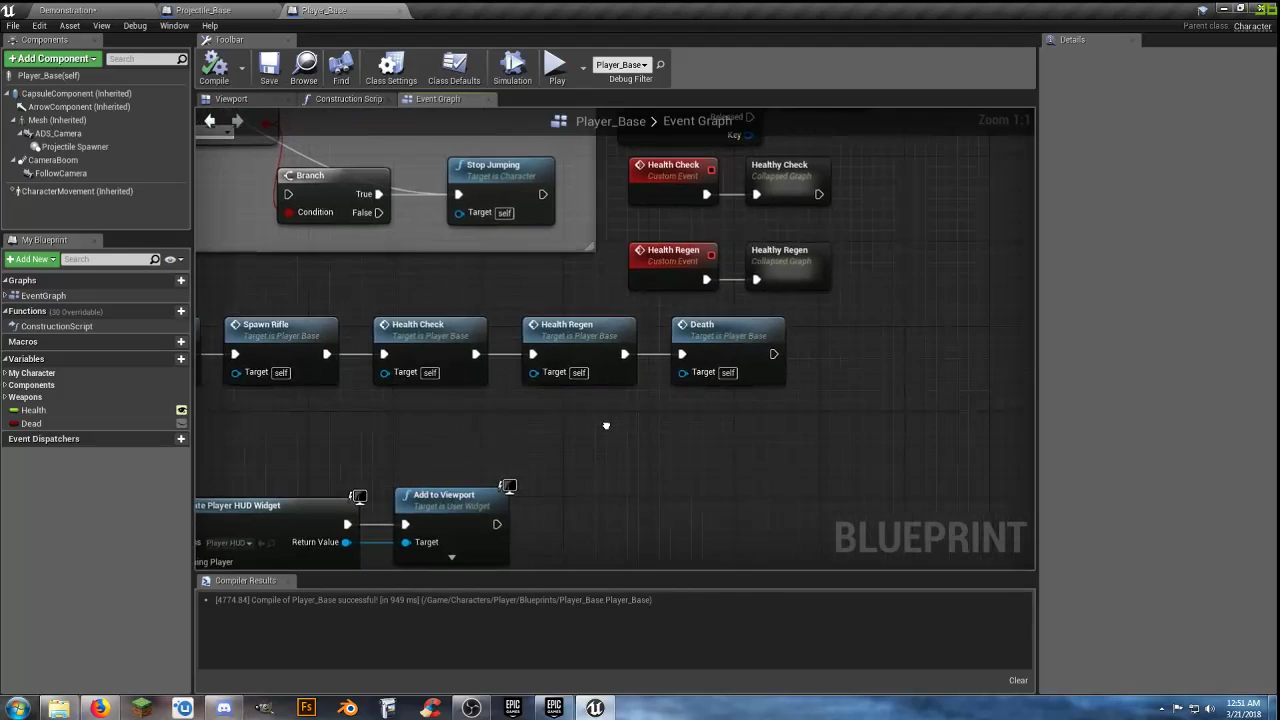 Demonstration*
Projectile_Base
Player_Base
Parent class: Character
File Edit Asset View Debug Window Help
Components
Toolbar
Details
Add Component
Search
Player_Base(self)
CapsuleComponent (Inherited)
ArrowComponent (Inherited)
Mesh (Inherited)
ADS_Camera
Projectile Spawner
CameraBoom
FollowCamera
CharacterMovement (Inherited)
Compile Save Browse Find Class Settings Class Defaults Simulation Play
Player_Base
Debug Filter
Viewport
Construction Scrip
Event Graph
Player_Base > Event Graph
Zoom 1:1
Released
Key
Branch
True
Condition False
Stop Jumping
Target is Character
Target self
Health Check
Custom Event
Healthy Check
Collapsed Graph
Health Regen
Custom Event
Healthy Regen
Collapsed Graph
Spawn Rifle
Target is Player Base
Target self
Health Check
Target is Player Base
Target self
Health Regen
Target is Player Base
Target self
Death
Target is Player Base
Target self
ate Player HUD Widget
Player HUD
Return Value
ning Player
Add to Viewport
Target is User Widget
Target
BLUEPRINT
My Blueprint
Add New
Search
Graphs
EventGraph
Functions (30 Overridable)
ConstructionScript
Macros
Variables
My Character
Components
Weapons
Health
Dead
Event Dispatchers
Compiler Results
[4774.84] Compile of Player_Base successful! [in 949 ms] (/Game/Characters/Player/Blueprints/Player_Base.Player_Base)
Clear
Fs
EPIC GAMES
EPIC GAMES
12:51 AM
3/21/2018